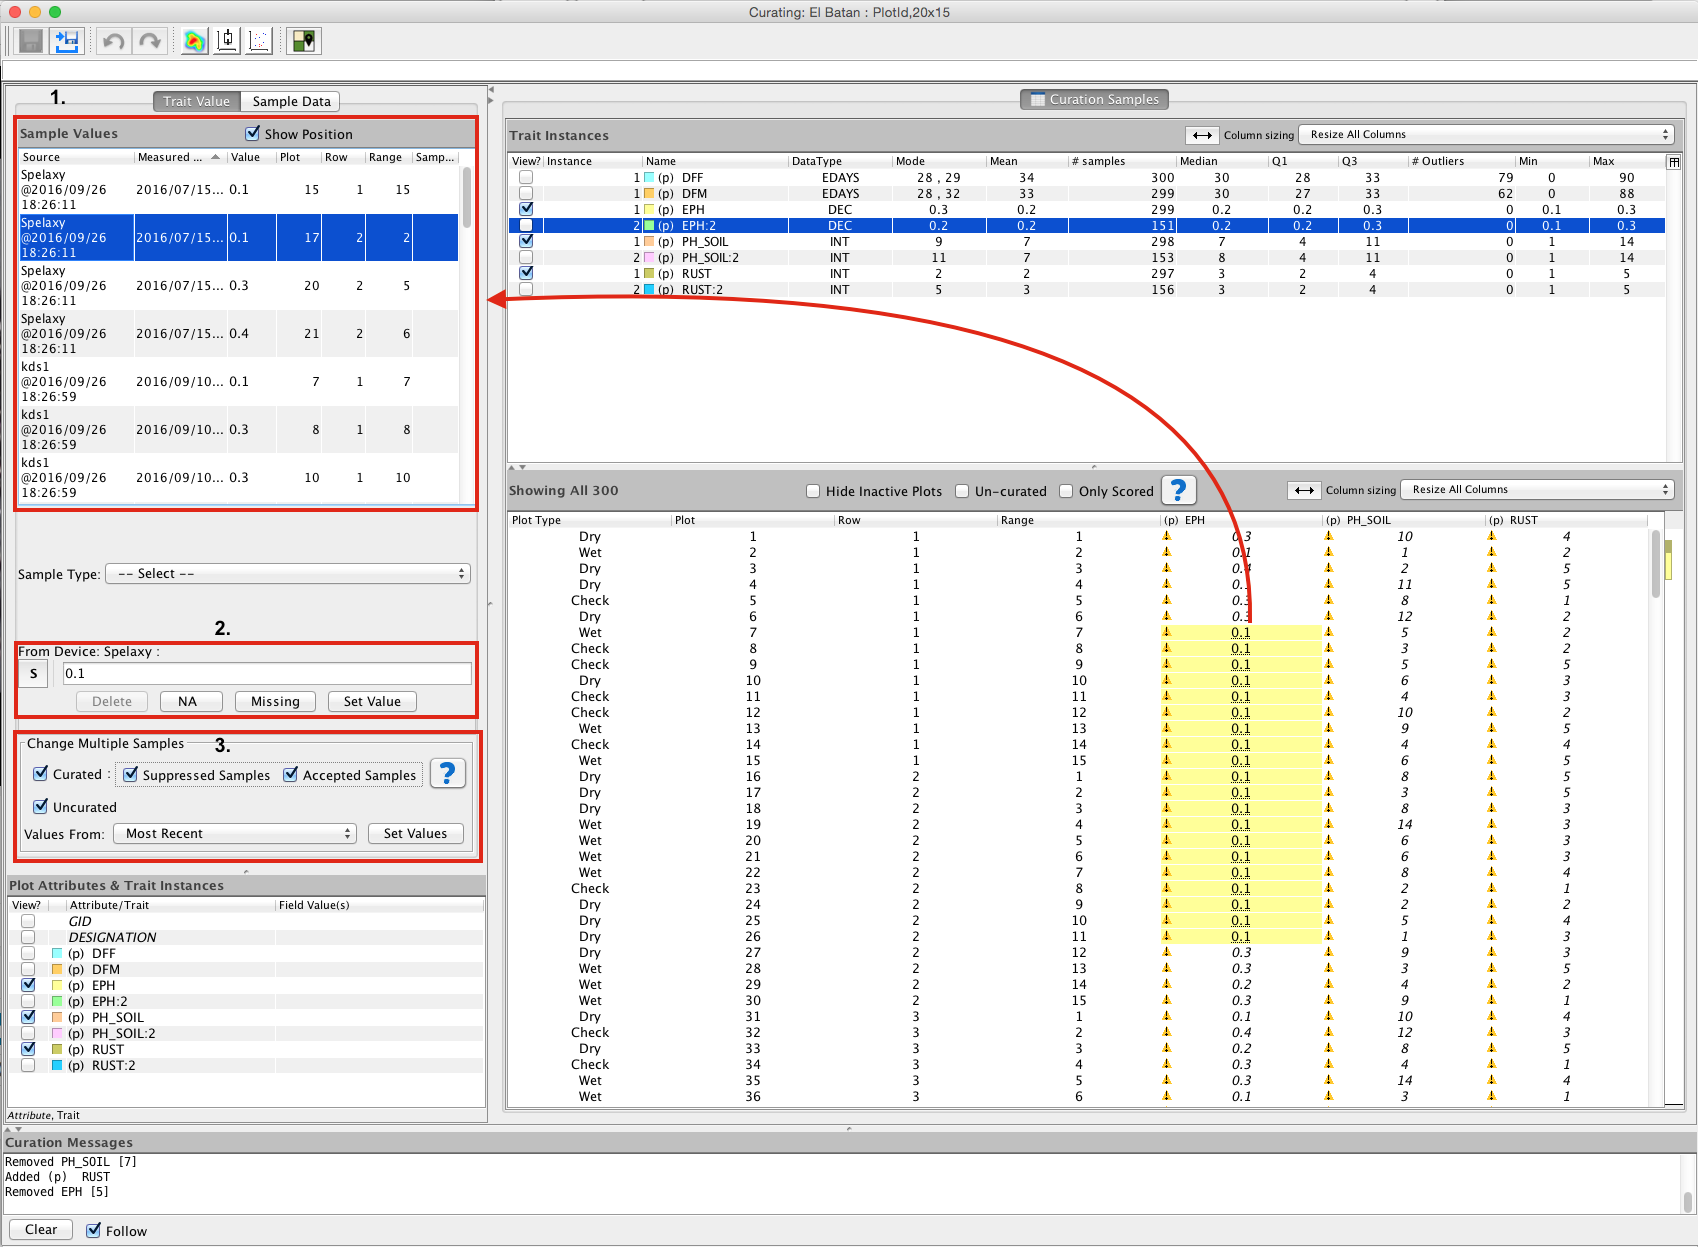 Curating: El Batan : PlotId,20x15
1.
Trait Value Sample Data
Sample Values Show Position
Source Measured ... Value Plot Row Range Samp...
Spelaxy @2016/09/26 18:26:11 2016/07/15... 0.1 15 1 15
Spelaxy @2016/09/26 18:26:11 2016/07/15... 0.1 17 2 2
Spelaxy @2016/09/26 18:26:11 2016/07/15... 0.3 20 2 5
Spelaxy @2016/09/26 18:26:11 2016/07/15... 0.4 21 2 6
kds1 @2016/09/26 18:26:59 2016/09/10... 0.1 7 1 7
kds1 @2016/09/26 18:26:59 2016/09/10... 0.3 8 1 8
kds1 @2016/09/26 18:26:59 2016/09/10... 0.3 10 1 10
Sample Type: -- Select --
2.
From Device: Spelaxy :
S 0.1
Delete NA Missing Set Value
Change Multiple Samples 3.
Curated : Suppressed Samples Accepted Samples ?
Uncurated
Values From: Most Recent Set Values
Plot Attributes & Trait Instances
View? Attribute/Trait Field Value(s)
GID
DESIGNATION
(p) DFF
(p) DFM
(p) EPH
(p) EPH:2
(p) PH_SOIL
(p) PH_SOIL:2
(p) RUST
(p) RUST:2
Attribute, Trait
Curation Samples
Trait Instances Column sizing Resize All Columns
View? Instance Name DataType Mode Mean # samples Median Q1 Q3 # Outliers Min Max
1 (p) DFF EDAYS 28 , 29 34 300 30 28 33 79 0 90
1 (p) DFM EDAYS 28 , 32 33 299 30 27 33 62 0 88
1 (p) EPH DEC 0.3 0.2 299 0.2 0.2 0.3 0 0.1 0.3
2 (p) EPH:2 DEC 0.2 0.2 151 0.2 0.2 0.3 0 0.1 0.3
1 (p) PH_SOIL INT 9 7 298 7 4 11 0 1 14
2 (p) PH_SOIL:2 INT 11 7 153 8 4 11 0 1 14
1 (p) RUST INT 2 2 297 3 2 4 0 1 5
2 (p) RUST:2 INT 5 3 156 3 2 4 0 1 5
Showing All 300 Hide Inactive Plots Un-curated Only Scored ? Column sizing Resize All Columns
Plot Type Plot Row Range (p) EPH (p) PH_SOIL (p) RUST
Dry 1 1 1 0.3 10 4
Wet 2 1 2 0.1 1 2
Dry 3 1 3 0.4 2 5
Dry 4 1 4 0.1 11 5
Check 5 1 5 0.3 8 1
Dry 6 1 6 0.3 12 2
Wet 7 1 7 0.1 5 2
Check 8 1 8 0.1 3 2
Check 9 1 9 0.1 5 5
Dry 10 1 10 0.1 6 3
Check 11 1 11 0.1 4 3
Check 12 1 12 0.1 10 2
Wet 13 1 13 0.1 9 5
Check 14 1 14 0.1 4 4
Wet 15 1 15 0.1 6 5
Dry 16 2 1 0.1 8 5
Dry 17 2 2 0.1 3 5
Dry 18 2 3 0.1 8 3
Wet 19 2 4 0.1 14 3
Wet 20 2 5 0.1 6 3
Wet 21 2 6 0.1 6 3
Wet 22 2 7 0.1 8 4
Check 23 2 8 0.1 2 1
Dry 24 2 9 0.1 2 2
Dry 25 2 10 0.1 5 4
Dry 26 2 11 0.1 1 3
Dry 27 2 12 0.3 9 3
Wet 28 2 13 0.3 3 5
Wet 29 2 14 0.2 4 2
Wet 30 2 15 0.3 9 1
Dry 31 3 1 0.1 10 4
Check 32 3 2 0.4 12 3
Dry 33 3 3 0.2 8 5
Check 34 3 4 0.3 4 1
Wet 35 3 5 0.3 14 4
Wet 36 3 6 0.1 3 1
Curation Messages
Removed PH_SOIL [7]
Added (p) RUST
Removed EPH [5]
Clear Follow